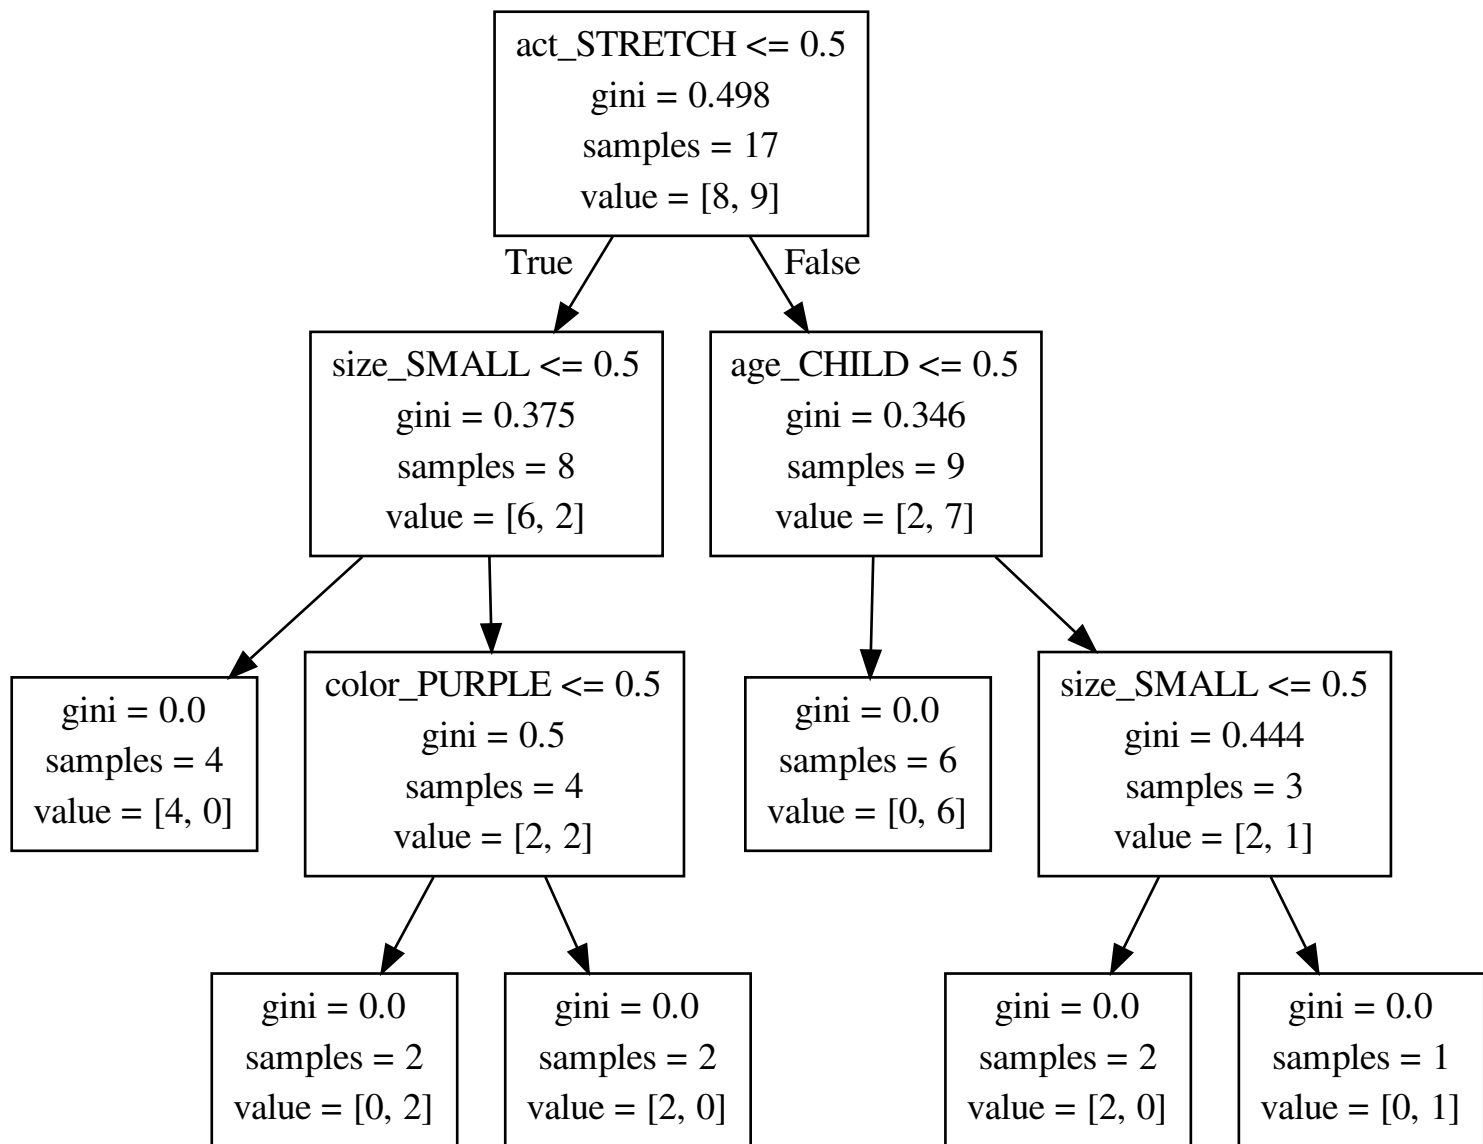 act_STRETCH <= 0.5
gini = 0.498
samples = 17
value = [8, 9]
True
False
size_SMALL <= 0.5
gini = 0.375
samples = 8
value = [6, 2]
age_CHILD <= 0.5
gini = 0.346
samples = 9
value = [2, 7]
gini = 0.0
samples = 4
value = [4, 0]
color_PURPLE <= 0.5
gini = 0.5
samples = 4
value = [2, 2]
gini = 0.0
samples = 6
value = [0, 6]
size_SMALL <= 0.5
gini = 0.444
samples = 3
value = [2, 1]
gini = 0.0
samples = 2
value = [0, 2]
gini = 0.0
samples = 2
value = [2, 0]
gini = 0.0
samples = 2
value = [2, 0]
gini = 0.0
samples = 1
value = [0, 1]